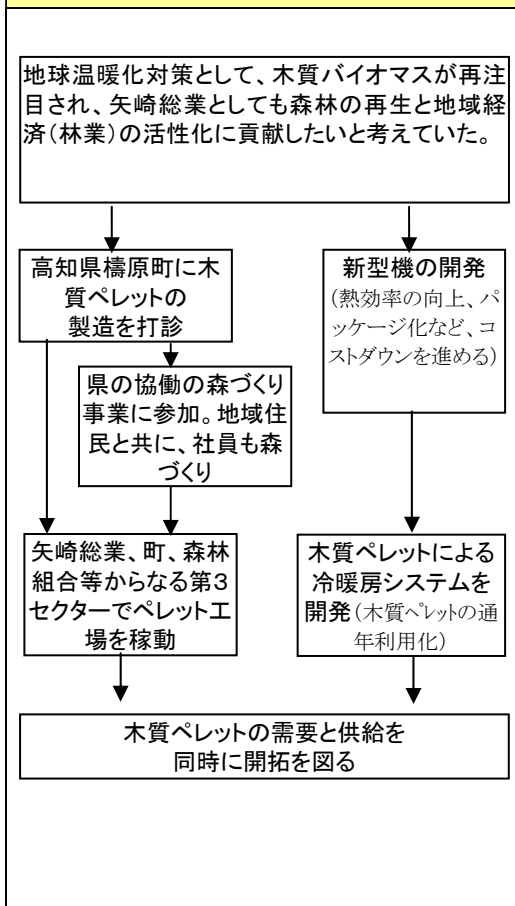 地球温暖化対策として、木質バイオマスが再注
目され、矢崎総業としても森林の再生と地域経
済(林業)の活性化に貢献したいと考えていた。
高知県檮原町に木
質ペレットの
製造を打診
新型機の開発
(熱効率の向上、パ
ッケージ化など、コ
ストダウンを進める)
県の協働の森づくり
事業に参加。地域住
民と共に、社員も森
づくり
矢崎総業、町、森林
組合等からなる第3
セクターでペレット工
場を稼動
木質ペレットによる
冷暖房システムを
開発(木質ペレットの通
年利用化)
木質ペレットの需要と供給を
同時に開拓を図る